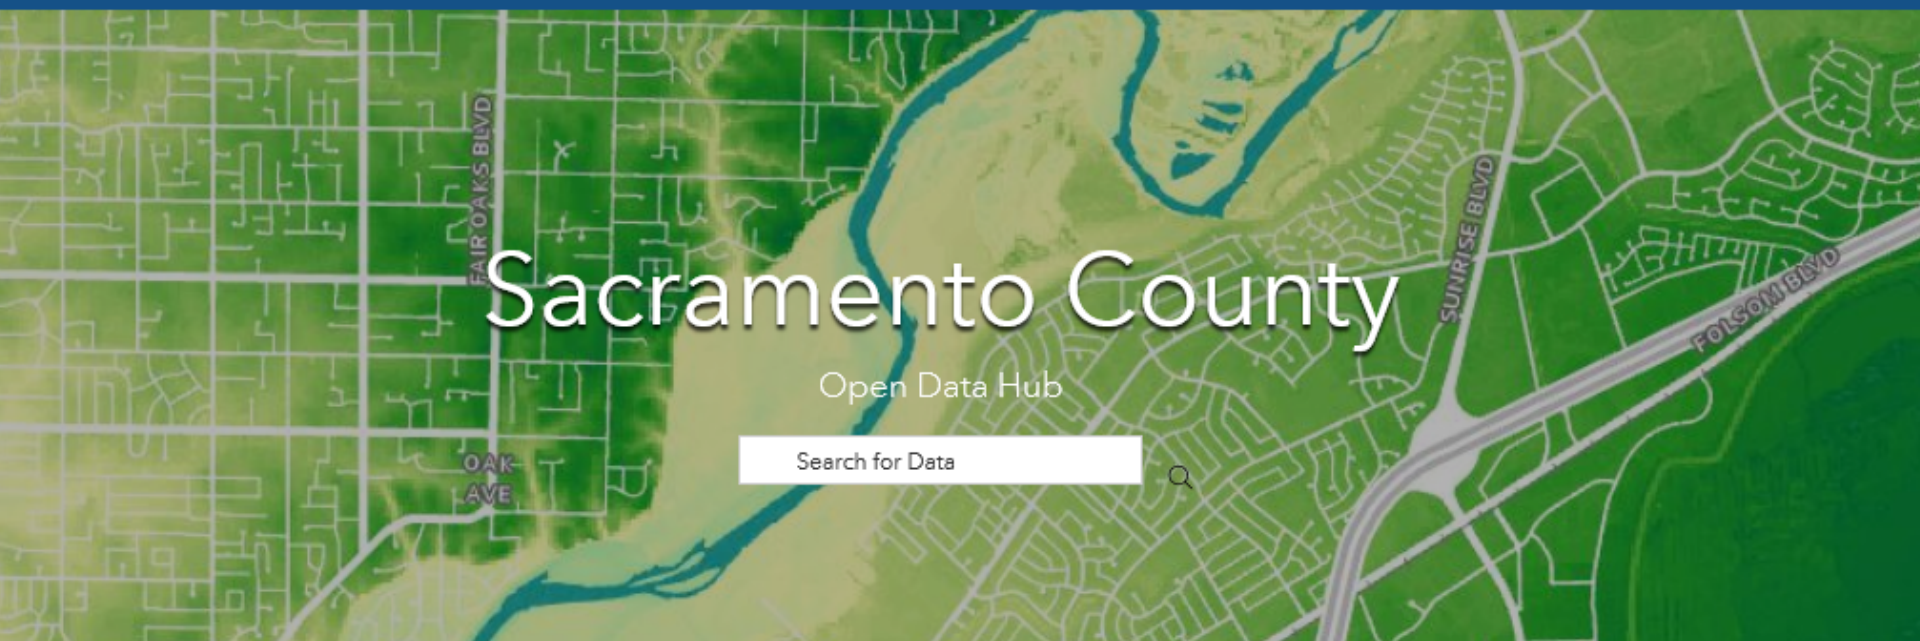 FAIR OAKS BLVD
SUNRISE BLVD
FOLSOM BLVD
Sacramento County
Open Data Hub
Search for Data
OAK
AVE